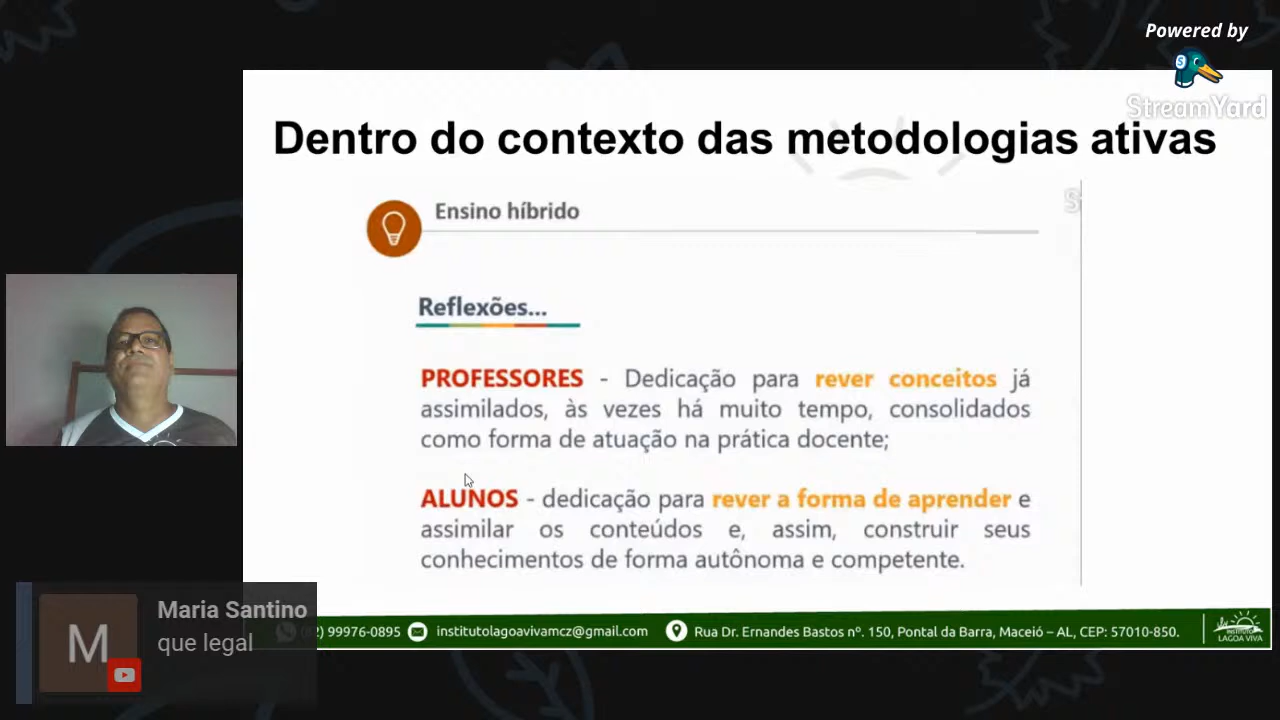 Powered by
StreamYard
Dentro do contexto das metodologias ativas
Ensino híbrido
Reflexões...
PROFESSORES - Dedicação para rever conceitos já
assimilados, às vezes há muito tempo, consolidados
como forma de atuação na prática docente;
ALUNOS - dedicação para rever a forma de aprender e
assimilar os conteúdos e, assim, construir seus
conhecimentos de forma autônoma e competente.
M
Maria Santino
que legal
99976-0895 institutolagoavivamcz@gmail.com Rua Dr. Ernandes Bastos nº. 150, Pontal da Barra, Maceió – AL, CEP: 57010-850.
INSTITUTO
LAGOA VIVA